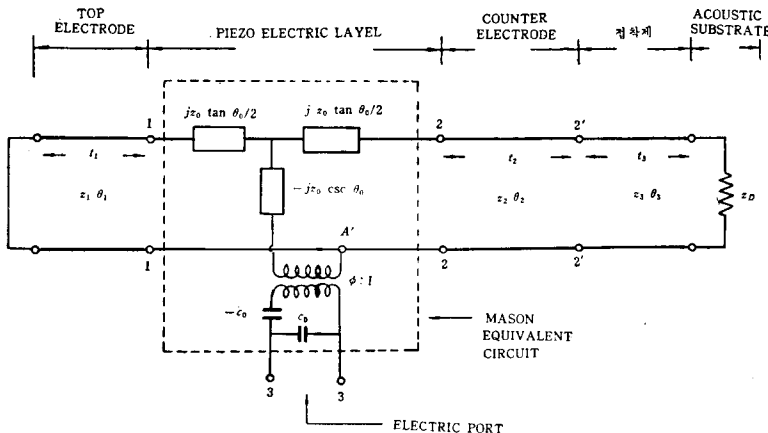 TOP
ELECTRODE
PIEZO ELECTRIC LAYEL
COUNTER
ELECTRODE
접착제
ACOUSTIC
SUBSTRATE
jz₀ tan θ₀/2
j z₀ tan θ₀/2
1
2
2'
t₁
t₂
t₃
-jz₀ csc θ₀
z₁ θ₁
z₂ θ₂
z₃ θ₃
z_D
A'
1
2
2'
ϕ : 1
-c₀
c₀
MASON
EQUIVALENT
CIRCUIT
3
3
ELECTRIC PORT